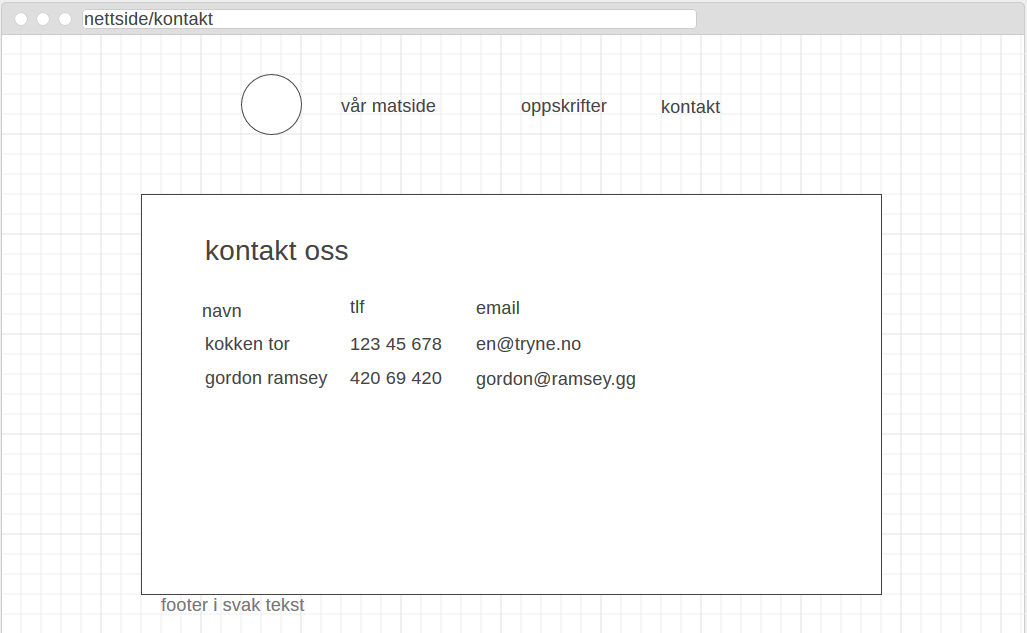 nettside/kontakt
vår matside oppskrifter kontakt
kontakt oss
navn tlf email
kokken tor 123 45 678 en@tryne.no
gordon ramsey 420 69 420 gordon@ramsey.gg
footer i svak tekst